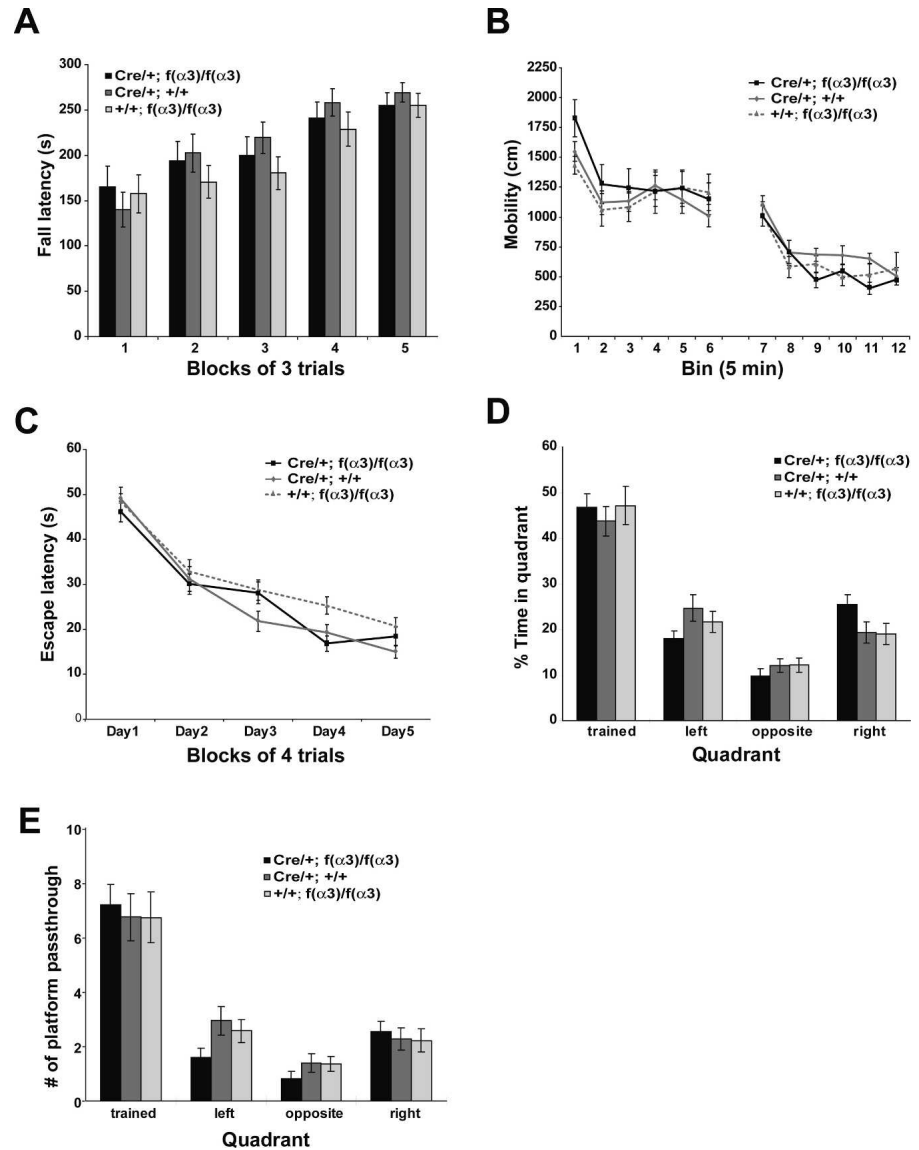 A
Cre/+; f(α3)/f(α3)
Cre/+; +/+
+/+; f(α3)/f(α3)
Fall latency (s)
300
250
200
150
100
50
0
1 2 3 4 5
Blocks of 3 trials
B
Cre/+; f(α3)/f(α3)
Cre/+; +/+
+/+; f(α3)/f(α3)
Mobility (cm)
2250
2000
1750
1500
1250
1000
750
500
250
0
1 2 3 4 5 6 7 8 9 10 11 12
Bin (5 min)
C
Cre/+; f(α3)/f(α3)
Cre/+; +/+
+/+; f(α3)/f(α3)
Escape latency (s)
60
50
40
30
20
10
0
Day1 Day2 Day3 Day4 Day5
Blocks of 4 trials
D
Cre/+; f(α3)/f(α3)
Cre/+; +/+
+/+; f(α3)/f(α3)
% Time in quadrant
60
50
40
30
20
10
0
trained left opposite right
Quadrant
E
Cre/+; f(α3)/f(α3)
Cre/+; +/+
+/+; f(α3)/f(α3)
# of platform passthrough
10
8
6
4
2
0
trained left opposite right
Quadrant